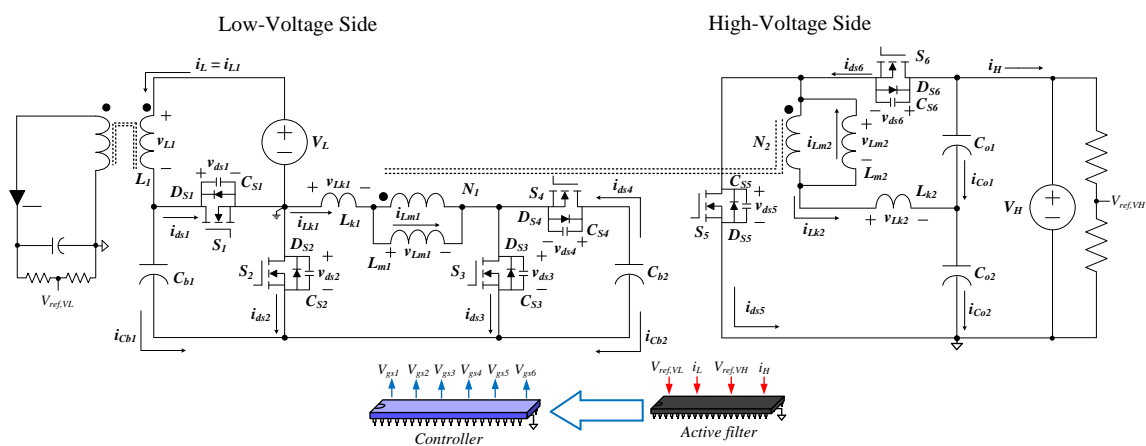 Low-Voltage Side
High-Voltage Side
i_L = i_L1
+
v_L1
−
L_1
V_L
+
−
+ v_ds1 −
D_S1
C_S1
i_ds1
S_1
C_b1
i_Cb1
V_ref,VL
+ v_Lk1 −
i_Lk1
L_k1
N_1
i_Lm1
+ v_Lm1 −
L_m1
S_2
D_S2
+
v_ds2
−
C_S2
i_ds2
S_3
D_S3
+
v_ds3
−
C_S3
i_ds3
S_4
i_ds4
D_S4
C_S4
− v_ds4 +
C_b2
i_Cb2
S_5
C_S5
+
v_ds5
−
D_S5
i_ds5
N_2
i_Lm2
+
v_Lm2
−
L_m2
S_6
i_ds6
D_S6
C_S6
− v_ds6 +
i_H
L_k2
i_Lk2
+ v_Lk2 −
C_o1
i_Co1
C_o2
i_Co2
V_H
+
−
V_ref,VH
V_gs1 V_gs2 V_gs3 V_gs4 V_gs5 V_gs6
Controller
V_ref,VL i_L V_ref,VH i_H
Active filter